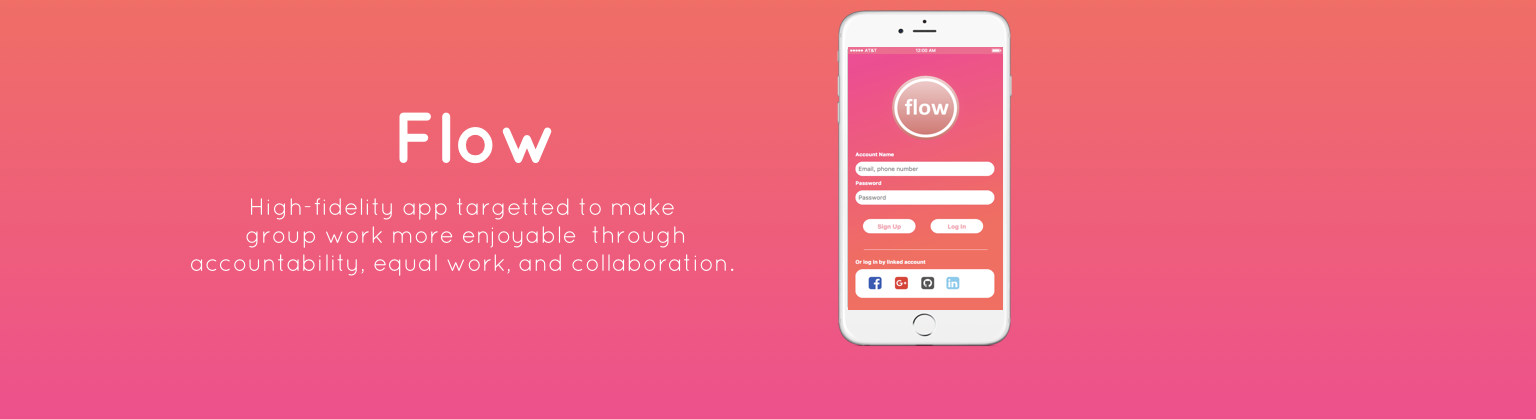 Flow
High-fidelity app targetted to make
group work more enjoyable through
accountability, equal work, and collaboration.
AT&T 12:00 AM
flow
Account Name
Email, phone number
Password
Password
Sign Up Log In
Or log in by linked account
f G+ in